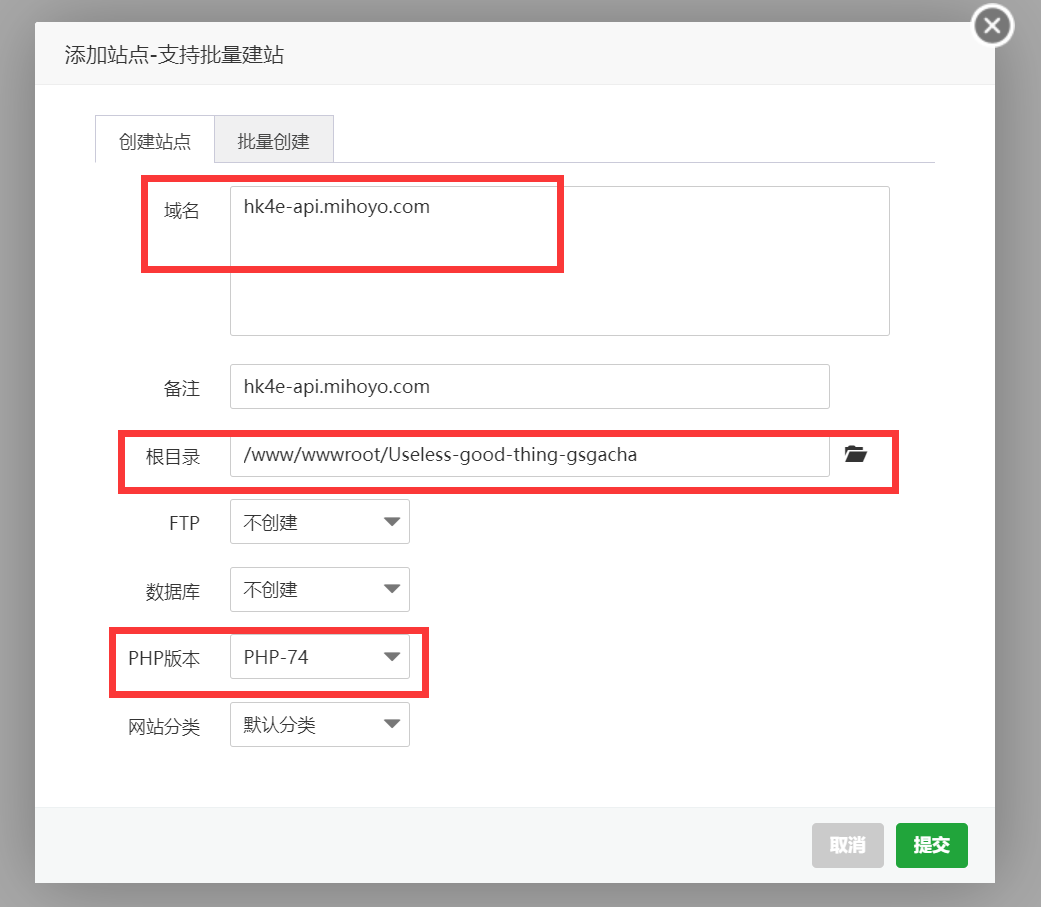 添加站点-支持批量建站
创建站点 批量创建
域名 hk4e-api.mihoyo.com
备注 hk4e-api.mihoyo.com
根目录 /www/wwwroot/Useless-good-thing-gsgacha
FTP 不创建
数据库 不创建
PHP版本 PHP-74
网站分类 默认分类
取消 提交